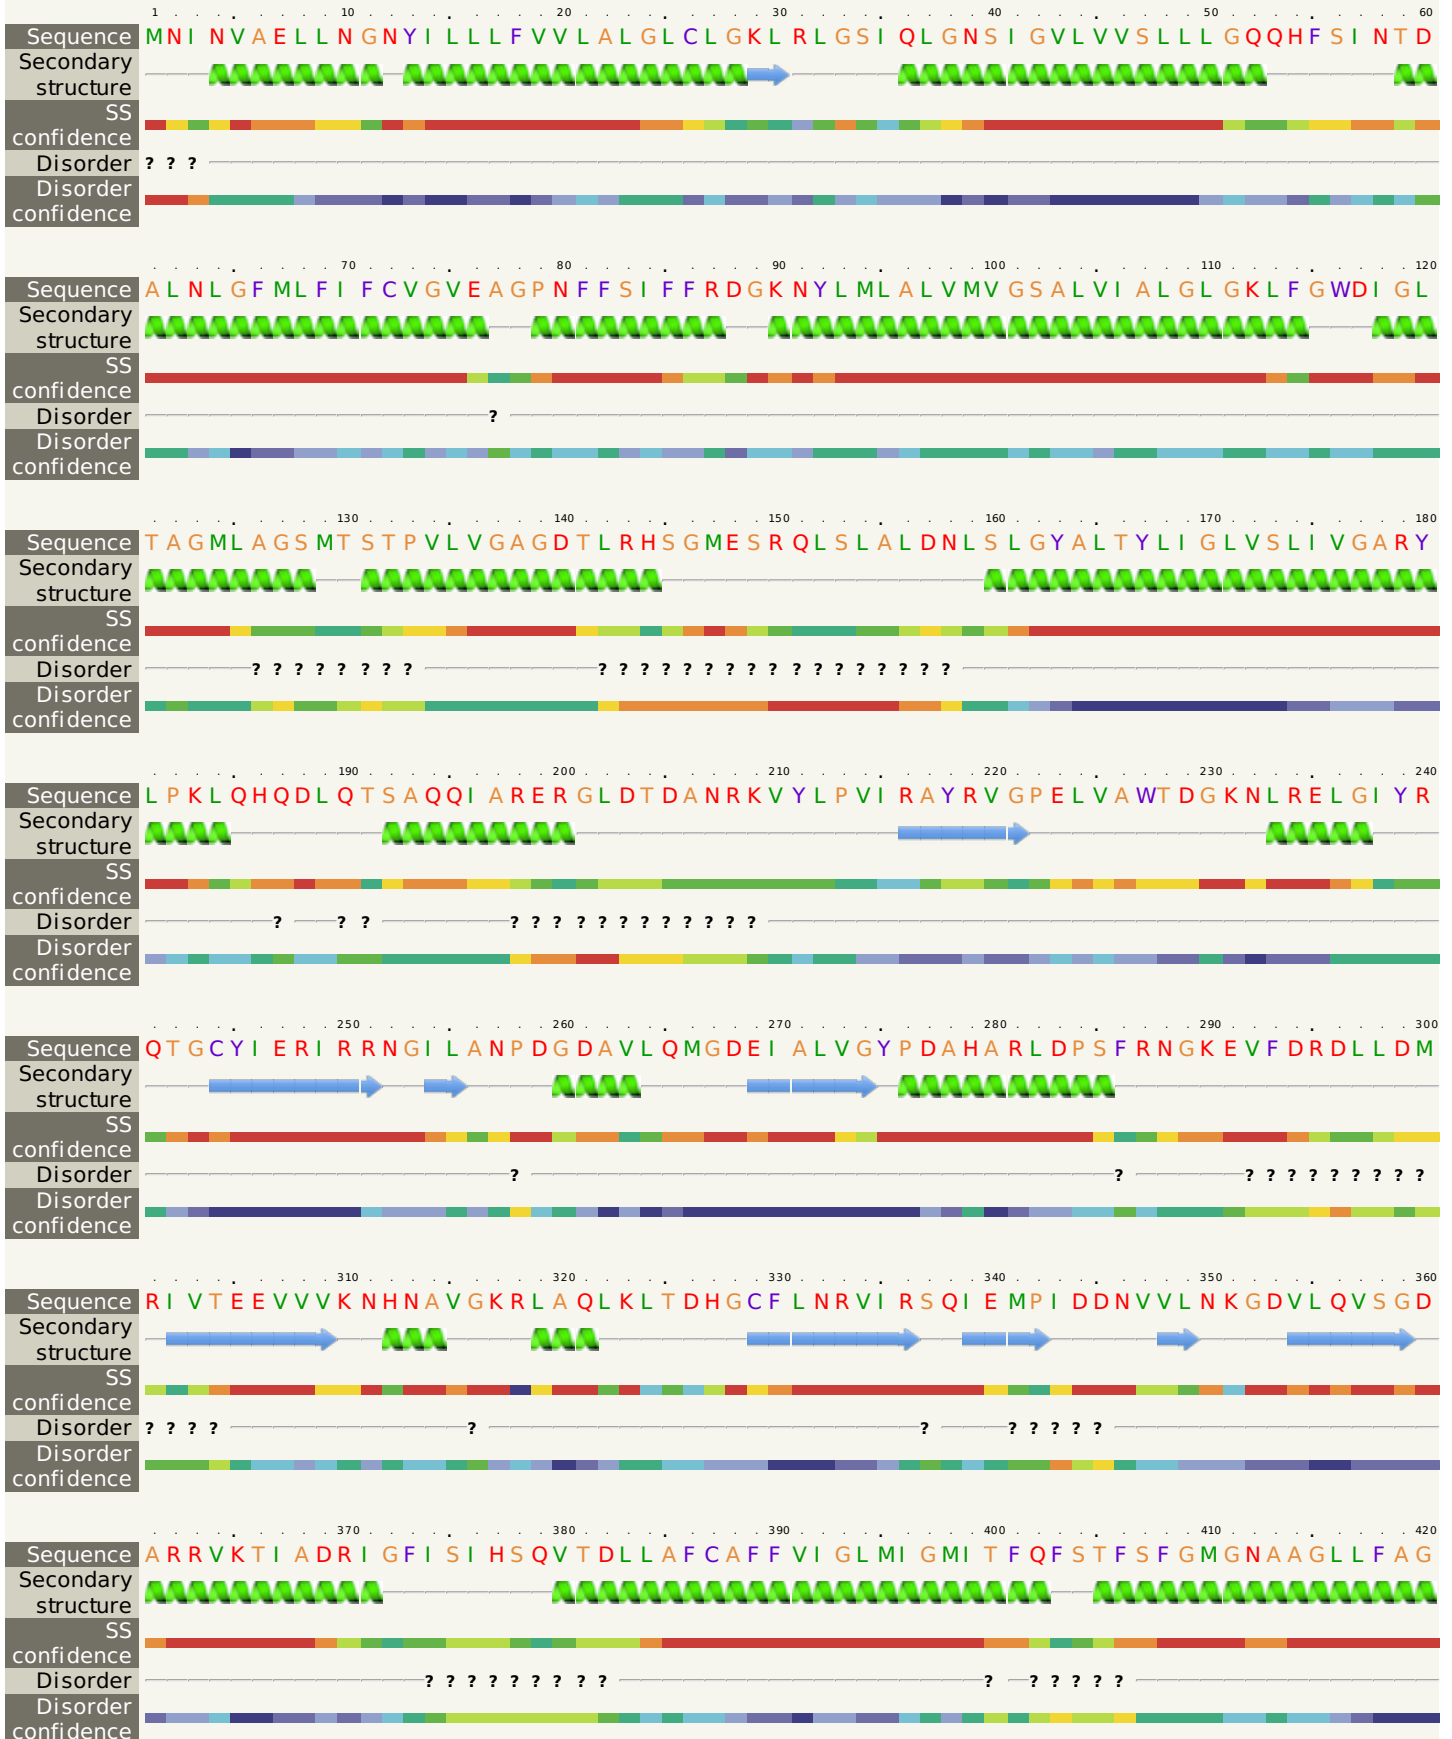 1 10 20 30 40 50 60
Sequence MNINVAELLNGNYILLLFVVLALGLCLGKLRLGSIQLGNSIGVLVVSLLLGQQHFSINTD
Secondary
structure
SS
confidence
Disorder ? ? ?
Disorder
confidence
70 80 90 100 110 120
Sequence ALNLGFMLFIFCVGVEAGPNFFSIFFRDGKNYLMLALVMVGSALVIALGLGKLFGWDIGL
Secondary
structure
SS
confidence
Disorder ?
Disorder
confidence
130 140 150 160 170 180
Sequence TAGMLAGSMTSTPVLVGAGDTLRHSGMESRQLSLALDNLSLGYALTYLIGLVSLIVGARY
Secondary
structure
SS
confidence
Disorder ? ? ? ? ? ? ? ? ? ? ? ? ? ? ? ? ? ? ? ? ? ? ? ? ?
Disorder
confidence
190 200 210 220 230 240
Sequence LPKLQHQDLQTSAQQIARERGLDTDANRKVYLPVIRAYRVGPELVAWTDGKNLRELGIYR
Secondary
structure
SS
confidence
Disorder ? ? ? ? ? ? ? ? ? ? ? ? ? ? ?
Disorder
confidence
250 260 270 280 290 300
Sequence QTGCYIERIRRNGILANPDGDAVLQMGDEIALVGYPDAHARLDPSFRNGKEVFDRDLLDM
Secondary
structure
SS
confidence
Disorder ? ? ? ? ? ? ? ? ? ? ?
Disorder
confidence
310 320 330 340 350 360
Sequence RIVTEEVVVKNHNAVGKRLAQLKLTDHGCFLNRVIRSQIEMPIDDNVVLNKGDVLQVSGD
Secondary
structure
SS
confidence
Disorder ? ? ? ? ? ? ? ? ? ? ?
Disorder
confidence
370 380 390 400 410 420
Sequence ARRVKTIADRIGFISIHSQVTDLLAFCAFFVIGLMIGMITFQFSTFSFGMGNAAGLLFAG
Secondary
structure
SS
confidence
Disorder ? ? ? ? ? ? ? ? ? ? ? ? ? ? ?
Disorder
confidence